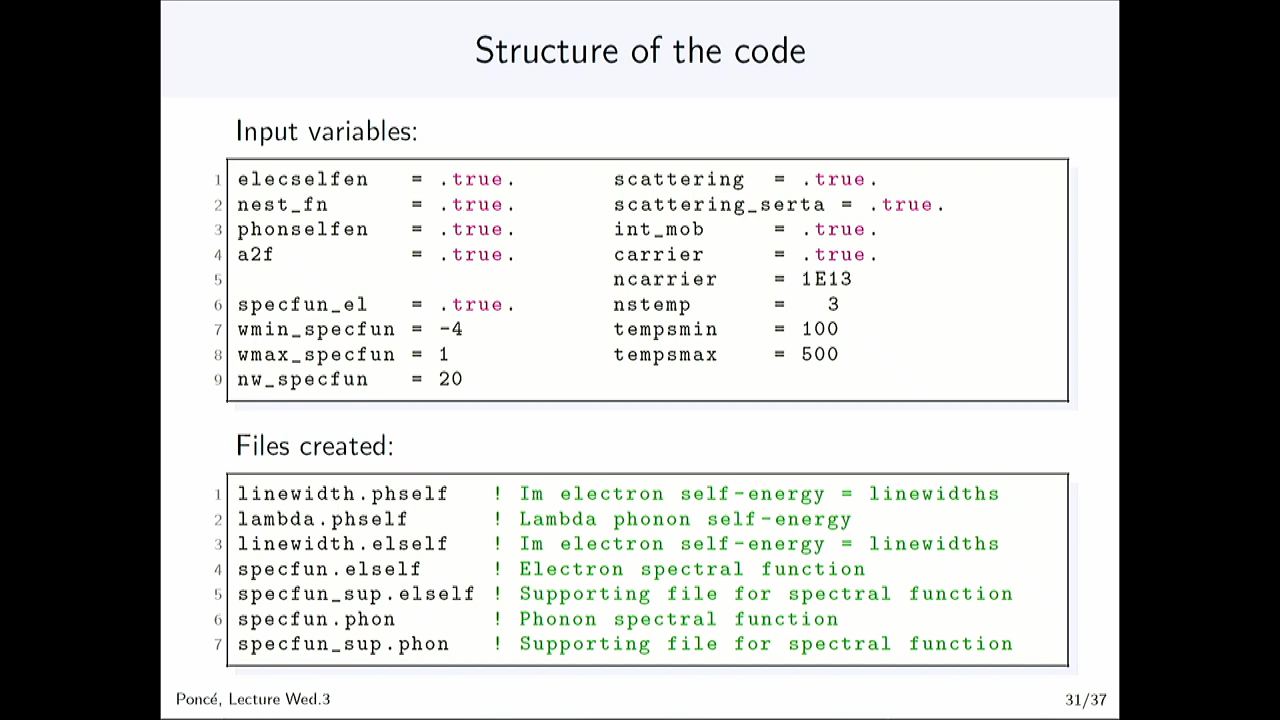 Structure of the code
Input variables:
1 elecselfen = .true. scattering = .true.
2 nest_fn = .true. scattering_serta = .true.
3 phonselfen = .true. int_mob = .true.
4 a2f = .true. carrier = .true.
5 ncarrier = 1E13
6 specfun_el = .true. nstemp = 3
7 wmin_specfun = -4 tempsmin = 100
8 wmax_specfun = 1 tempsmax = 500
9 nw_specfun = 20
Files created:
1 linewidth.phself ! Im electron self-energy = linewidths
2 lambda.phself ! Lambda phonon self-energy
3 linewidth.elself ! Im electron self-energy = linewidths
4 specfun.elself ! Electron spectral function
5 specfun_sup.elself ! Supporting file for spectral function
6 specfun.phon ! Phonon spectral function
7 specfun_sup.phon ! Supporting file for spectral function
Poncé, Lecture Wed.3 31/37